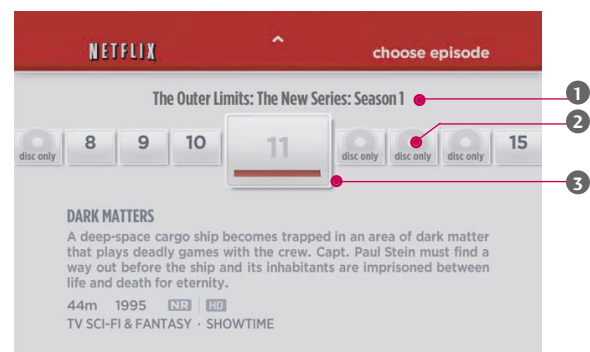 NETFLIX
choose episode
The Outer Limits: The New Series: Season 1
1
2
disc only 8 9 10 11 disc only disc only disc only 15
3
DARK MATTERS
A deep-space cargo ship becomes trapped in an area of dark matter
that plays deadly games with the crew. Capt. Paul Stein must find a
way out before the ship and its inhabitants are imprisoned between
life and death for eternity.
44m 1995 NR HD
TV SCI-FI & FANTASY · SHOWTIME